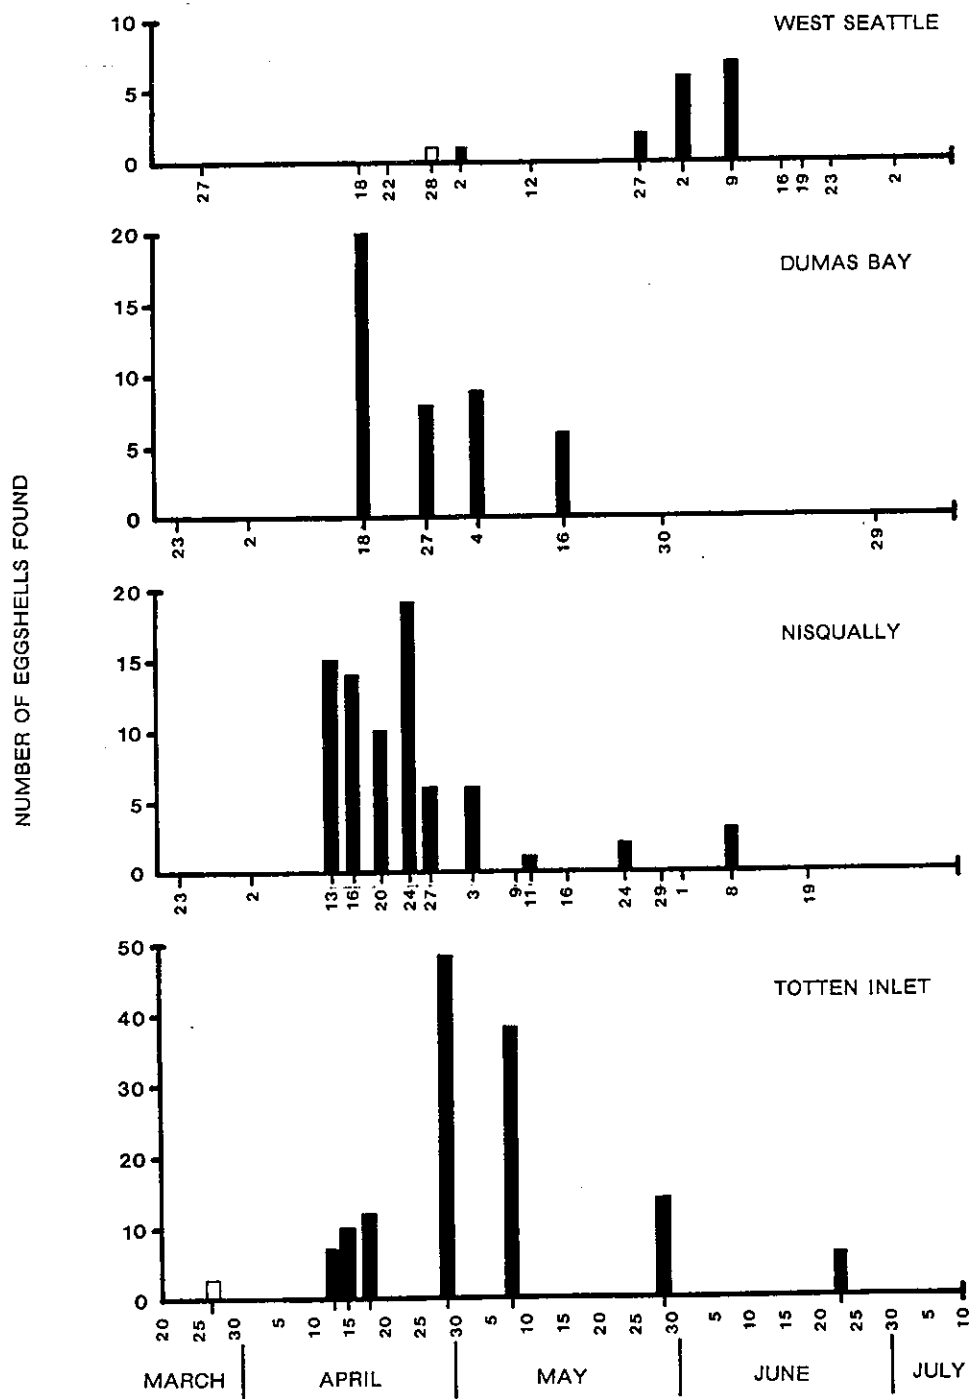 NUMBER OF EGGSHELLS FOUND
WEST SEATTLE
10
5
0
27 18 22 28 2 12 27 2 9 16 19 23 2
DUMAS BAY
20
15
10
5
0
23 2 18 27 4 16 30 29
NISQUALLY
20
15
10
5
0
23 2 13 16 20 24 27 3 9 11 16 24 29 1 8 19
TOTTEN INLET
50
40
30
20
10
0
20 25 30 5 10 15 20 25 30 5 10 15 20 25 30 5 10 15 20 25 30 5 10
MARCH APRIL MAY JUNE JULY